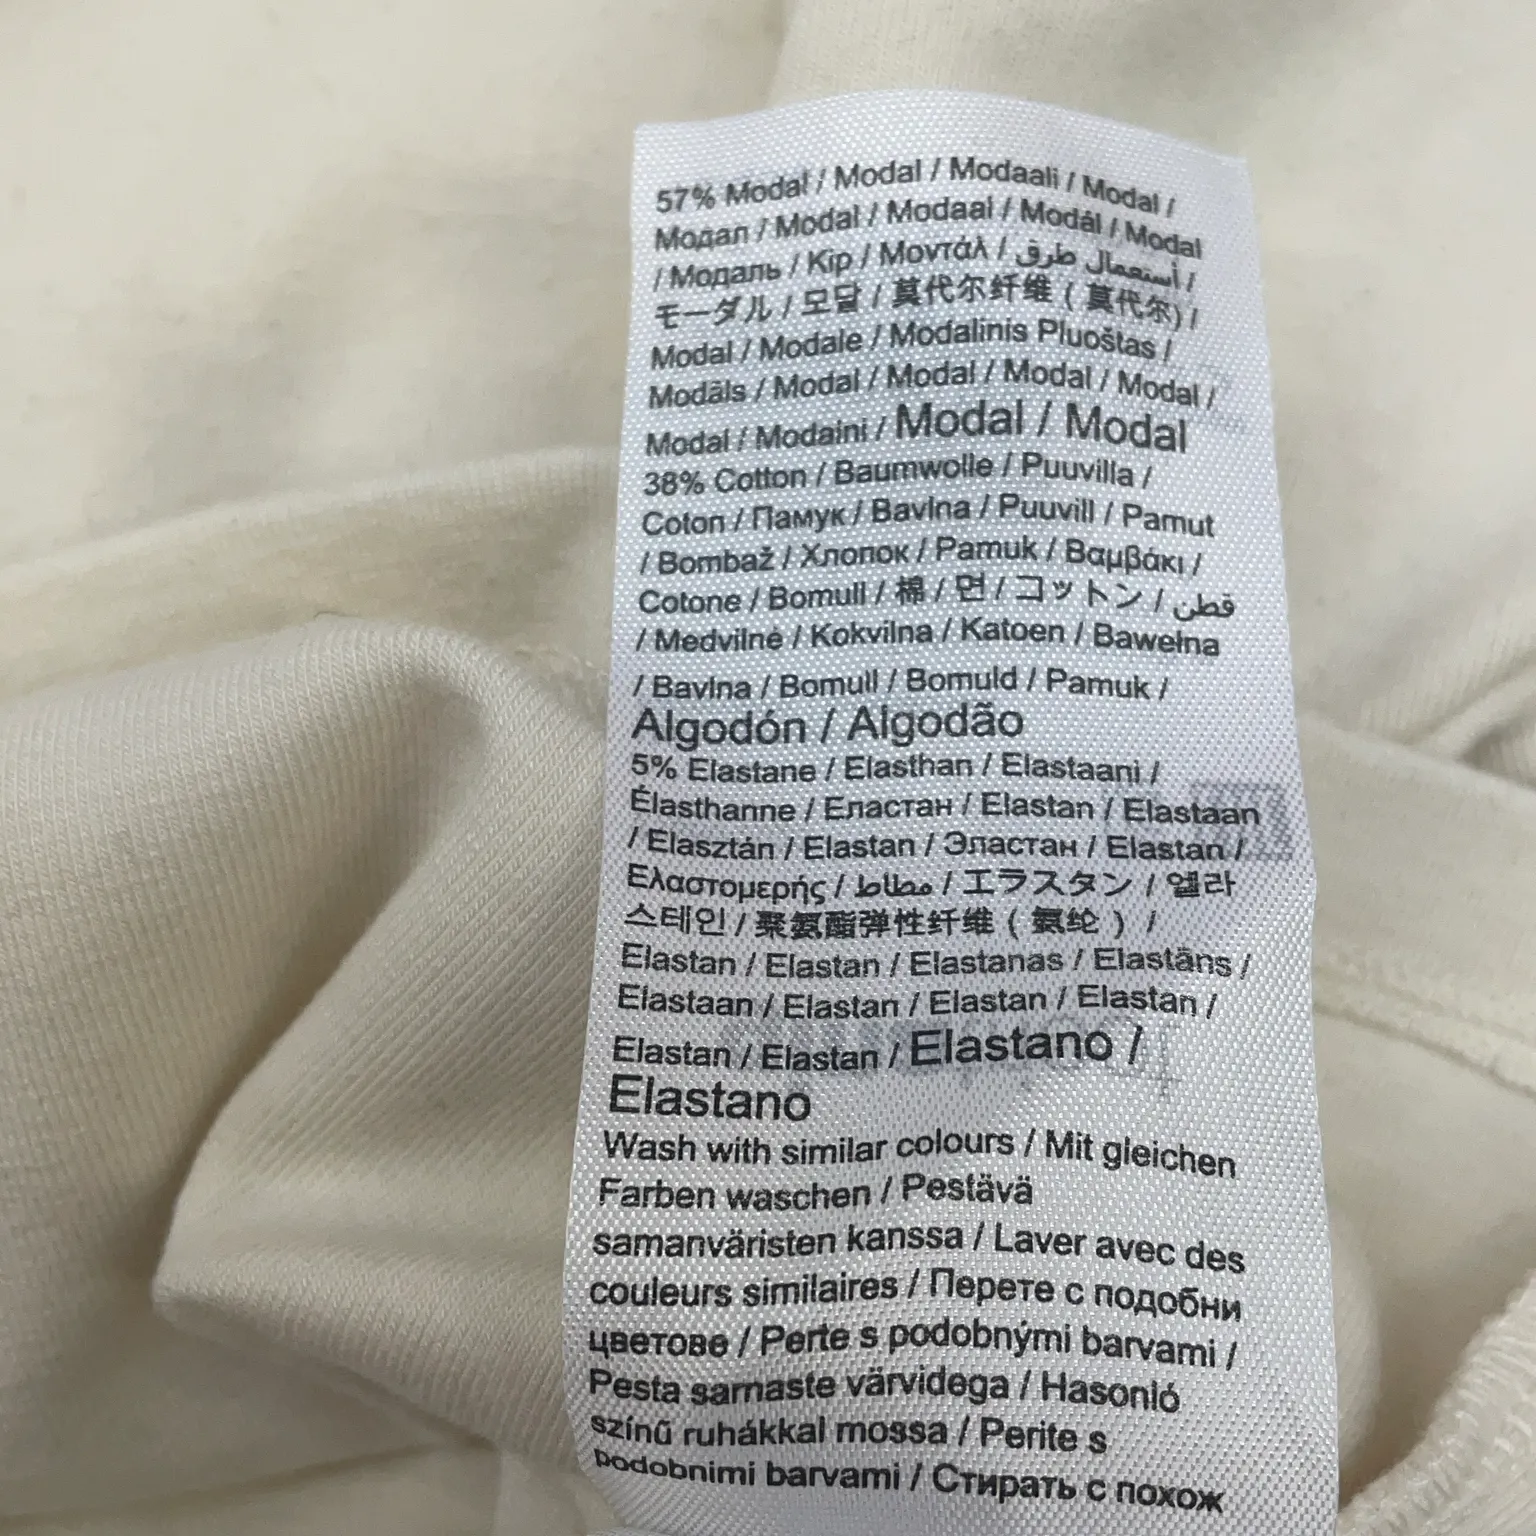 57% Modal / Modal / Modaali / Modal /
Модал / Modal / Modaal / Modál / Modal
/ Модаль / Kip / Μοντάλ / أستعمال طرق /
モーダル / 모달 / 莫代尔纤维 ( 莫代尔) /
Modal / Modale / Modalinis Pluoštas /
Modāls / Modal / Modal / Modal / Modal /
Modal / Modaini / Modal / Modal
38% Cotton / Baumwolle / Puuvilla /
Coton / Памук / Bavlna / Puuvill / Pamut
/ Bombaž / Хлопок / Pamuk / Βαμβάκι /
Cotone / Bomull / 棉 / 면 / コットン / قطن
/ Medvilnė / Kokvilna / Katoen / Bawełna
/ Bavlna / Bomull / Bomuld / Pamuk /
Algodón / Algodão
5% Elastane / Elasthan / Elastaani /
Élasthanne / Еластан / Elastan / Elastaan
/ Elasztán / Elastan / Эластан / Elastan /
Ελαστομερής / مطاط / エラスタン / 엘라
스테인 / 聚氨酯弹性纤维 ( 氨纶 ) /
Elastan / Elastan / Elastanas / Elastāns /
Elastaan / Elastan / Elastan / Elastan /
Elastan / Elastan / Elastano /
Elastano
Wash with similar colours / Mit gleichen
Farben waschen / Pestävä
samanväristen kanssa / Laver avec des
couleurs similaires / Перете с подобни
цветове / Perte s podobnými barvami /
Pesta samaste värvidega / Hasonló
színű ruhákkal mossa / Perite s
podobnimi barvami / Стирать с похож